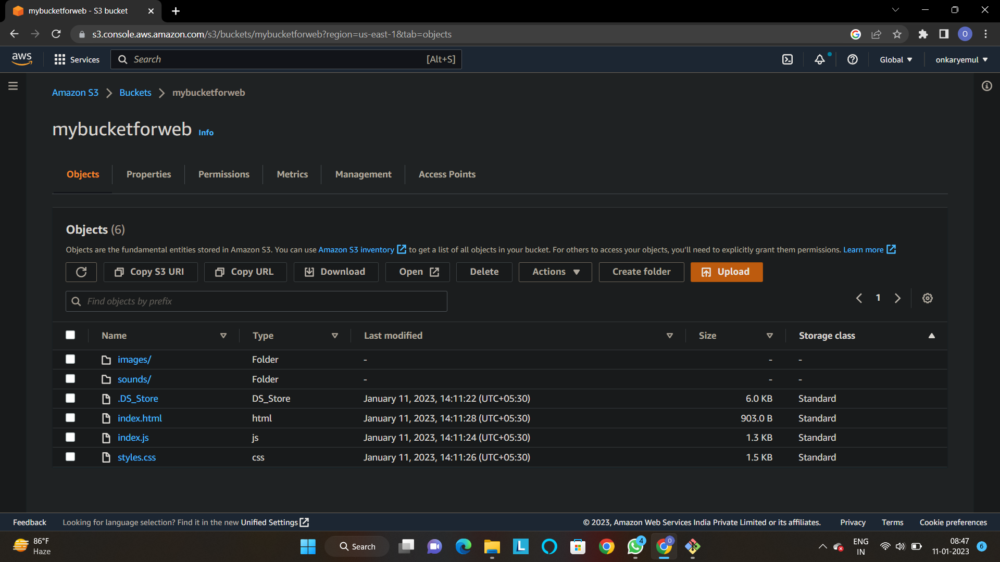 mybucketforweb - S3 bucket
s3.console.aws.amazon.com/s3/buckets/mybucketforweb?region=us-east-1&tab=objects
O
aws
Services
Search
[Alt+S]
Global
onkaryemul
Amazon S3
Buckets
mybucketforweb
mybucketforweb Info
Objects
Properties
Permissions
Metrics
Management
Access Points
Objects (6)
Objects are the fundamental entities stored in Amazon S3. You can use Amazon S3 inventory to get a list of all objects in your bucket. For others to access your objects, you'll need to explicitly grant them permissions. Learn more
Copy S3 URI
Copy URL
Download
Open
Delete
Actions
Create folder
Upload
Find objects by prefix
1
Name Type Last modified Size Storage class
images/ Folder - - -
sounds/ Folder - - -
.DS_Store DS_Store January 11, 2023, 14:11:22 (UTC+05:30) 6.0 KB Standard
index.html html January 11, 2023, 14:11:28 (UTC+05:30) 903.0 B Standard
index.js js January 11, 2023, 14:11:24 (UTC+05:30) 1.3 KB Standard
styles.css css January 11, 2023, 14:11:26 (UTC+05:30) 1.5 KB Standard
Feedback
Looking for language selection? Find it in the new Unified Settings
© 2023, Amazon Web Services India Private Limited or its affiliates.
Privacy
Terms
Cookie preferences
86°F
Haze
Search
L
4
0
ENG
IN
08:47
11-01-2023
6